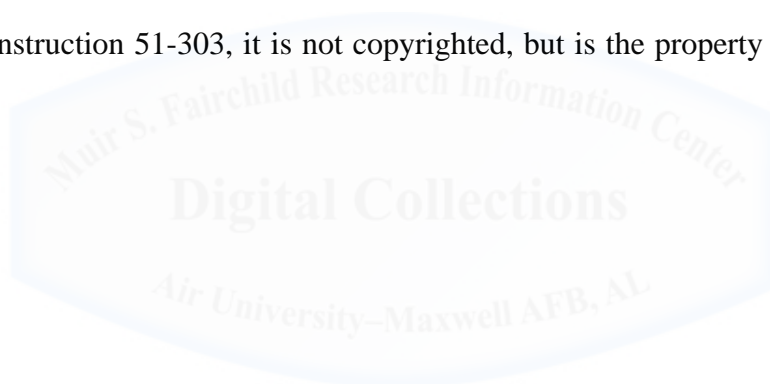 nstruction 51-303, it is not copyrighted, but is the property
Muir S. Fairchild Research Information Center
Digital Collections
Air University–Maxwell AFB, AL